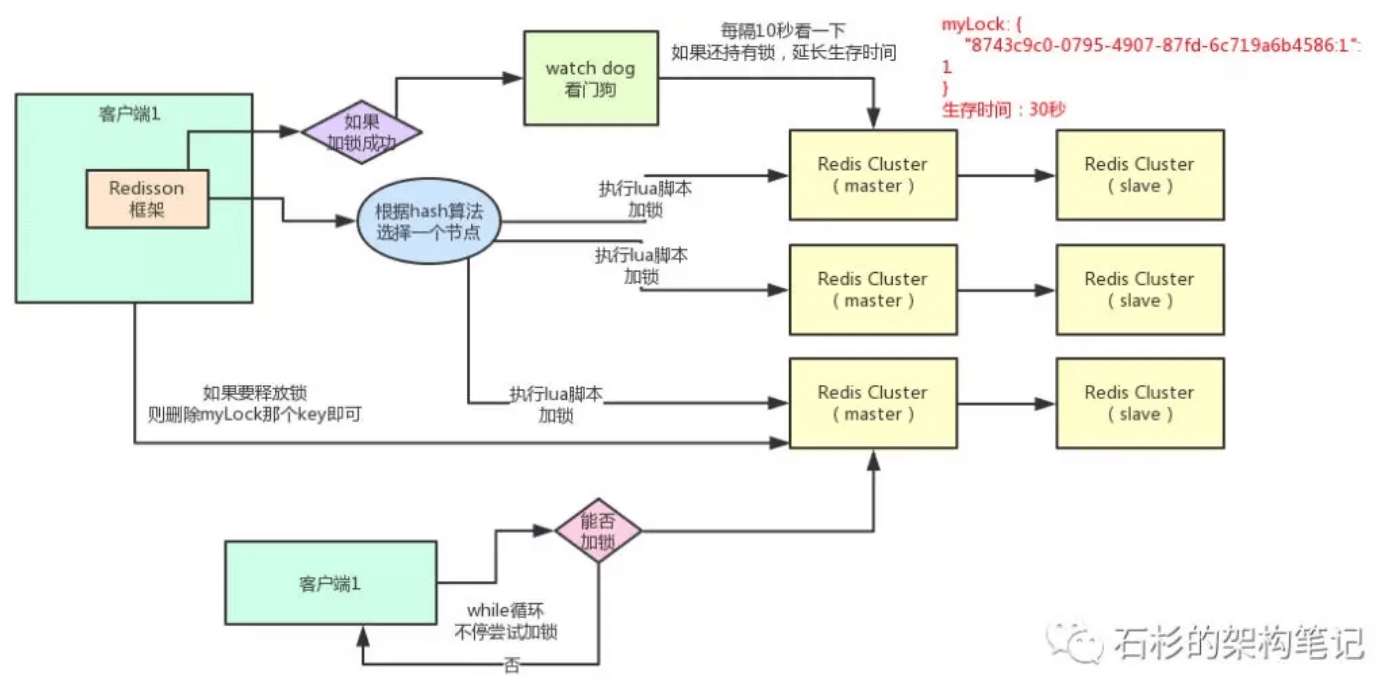 每隔10秒看一下
如果还持有锁，延长生存时间
myLock: {
"8743c9c0-0795-4907-87fd-6c719a6b4586:1":
1
}
生存时间：30秒
watch dog
看门狗
客户端1
如果
加锁成功
Redisson
框架
根据hash算法
选择一个节点
执行lua脚本
加锁
Redis Cluster
（master）
Redis Cluster
（slave）
执行lua脚本
加锁
Redis Cluster
（master）
Redis Cluster
（slave）
如果要释放锁
则删除myLock那个key即可
执行lua脚本
加锁
Redis Cluster
（master）
Redis Cluster
（slave）
能否
加锁
客户端1
while循环
不停尝试加锁
否
石杉的架构笔记